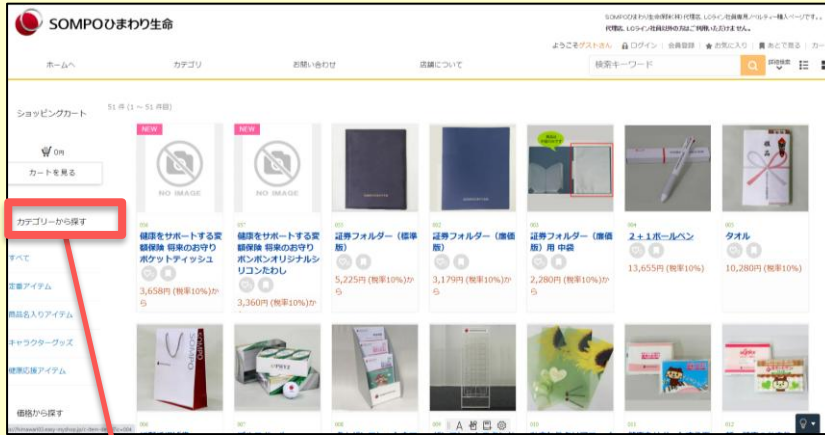 SOMPOひまわり生命
SOMPOひまわり生命保険(株)代理店、LCライン社員専用ノベルティー購入ページです。
代理店、LCライン社員以外の方はご利用いただけません。
ようこそゲストさん ログイン 会員登録 お気に入り あとで見る カー
ホームへ カテゴリ お問い合わせ 店舗について 検索キーワード 詳細検索
ショッピングカート
51 件 (1 ～ 51 件目)
0円
カートを見る
カテゴリーから探す
すべて
定番アイテム
商品名入りアイテム
キャラクターグッズ
健康応援アイテム
価格から探す
NEW
NO IMAGE
056
健康をサポートする変額保険 将来のお守り
ポケットティッシュ
3,658円 (税率10%)から
NEW
NO IMAGE
057
健康をサポートする変額保険 将来のお守り
ボンボンオリジナルシリコンたわし
3,360円 (税率10%)か
001
証券フォルダー（標準版）
5,225円 (税率10%)から
002
証券フォルダー（廉価版）
3,179円 (税率10%)から
003
証券フォルダー（廉価版）用 中袋
2,280円 (税率10%)から
004
2+1ボールペン
13,655円 (税率10%)
005
タオル
10,280円 (税率10%)
SOMPO
006
007
008
009
010
011
012
A